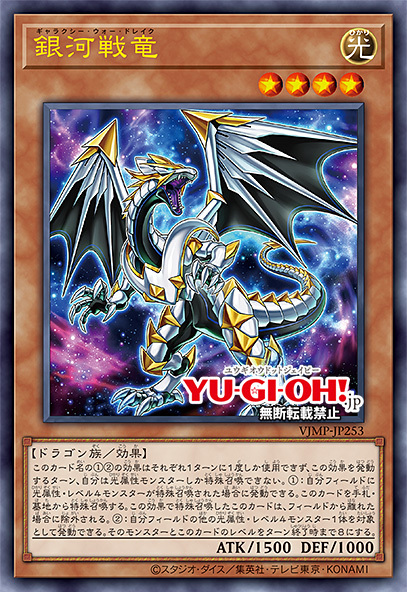 ギャラクシー・ウォー・ドレイク
銀河戦竜
ひかり
光
ユウギオウドットジェイピー
YU-GI-OH!.jp
無断転載禁止
VJMP-JP253
【ドラゴン族／効果】
このカード名の①②の効果はそれぞれ1ターンに1度しか使用できず、この効果を発動
するターン、自分は光属性モンスターしか特殊召喚できない。①：自分フィールドに
光属性・レベル8モンスターが特殊召喚された場合に発動できる。このカードを手札・
墓地から特殊召喚する。この効果で特殊召喚したこのカードは、フィールドから離れた
場合に除外される。②：自分フィールドの他の光属性・レベル4モンスター1体を対象
として発動できる。そのモンスターとこのカードのレベルをターン終了時まで8にする。
ATK/1500 DEF/1000
©スタジオ・ダイス／集英社・テレビ東京・KONAMI